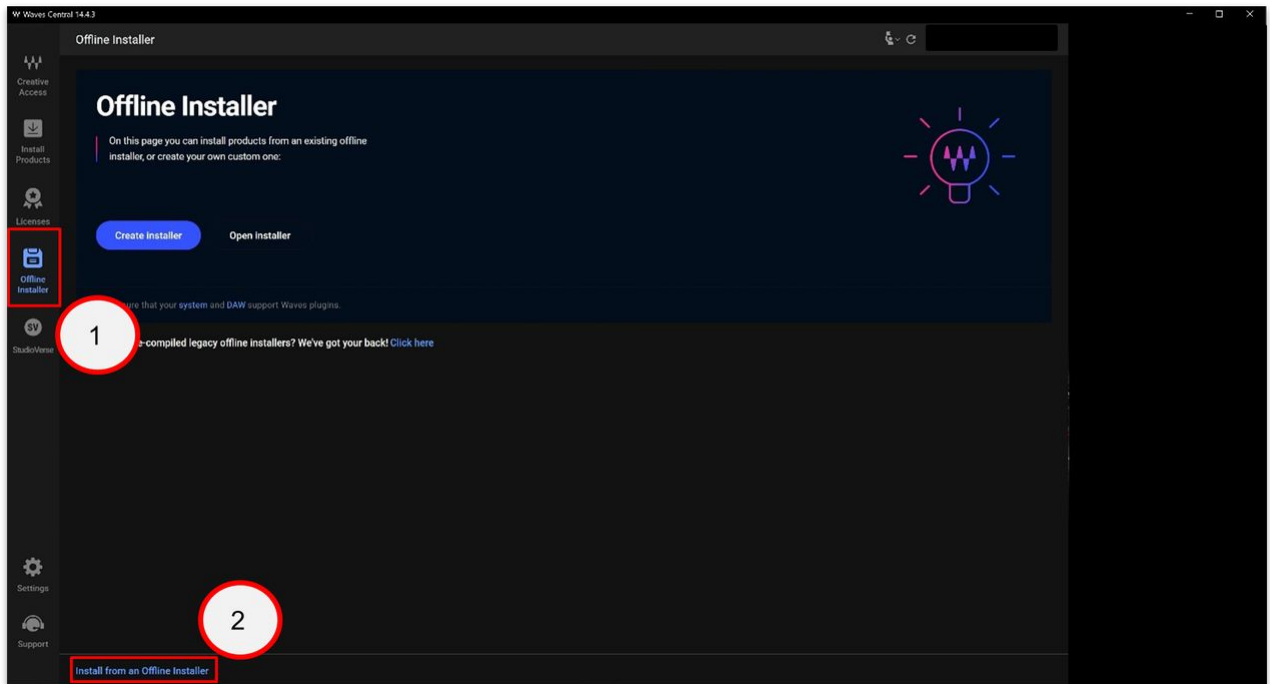 Waves Central 14.4.3
Offline Installer
Creative
Access
Install
Products
Licenses
Offline
Installer
StudioVerse
Settings
Support
Offline Installer
On this page you can install products from an existing offline
installer, or create your own custom one:
Create Installer
Open installer
that your system and DAW support Waves plugins.
legacy offline installers? We've got your back! Click here
SV
1
2
Install from an Offline Installer